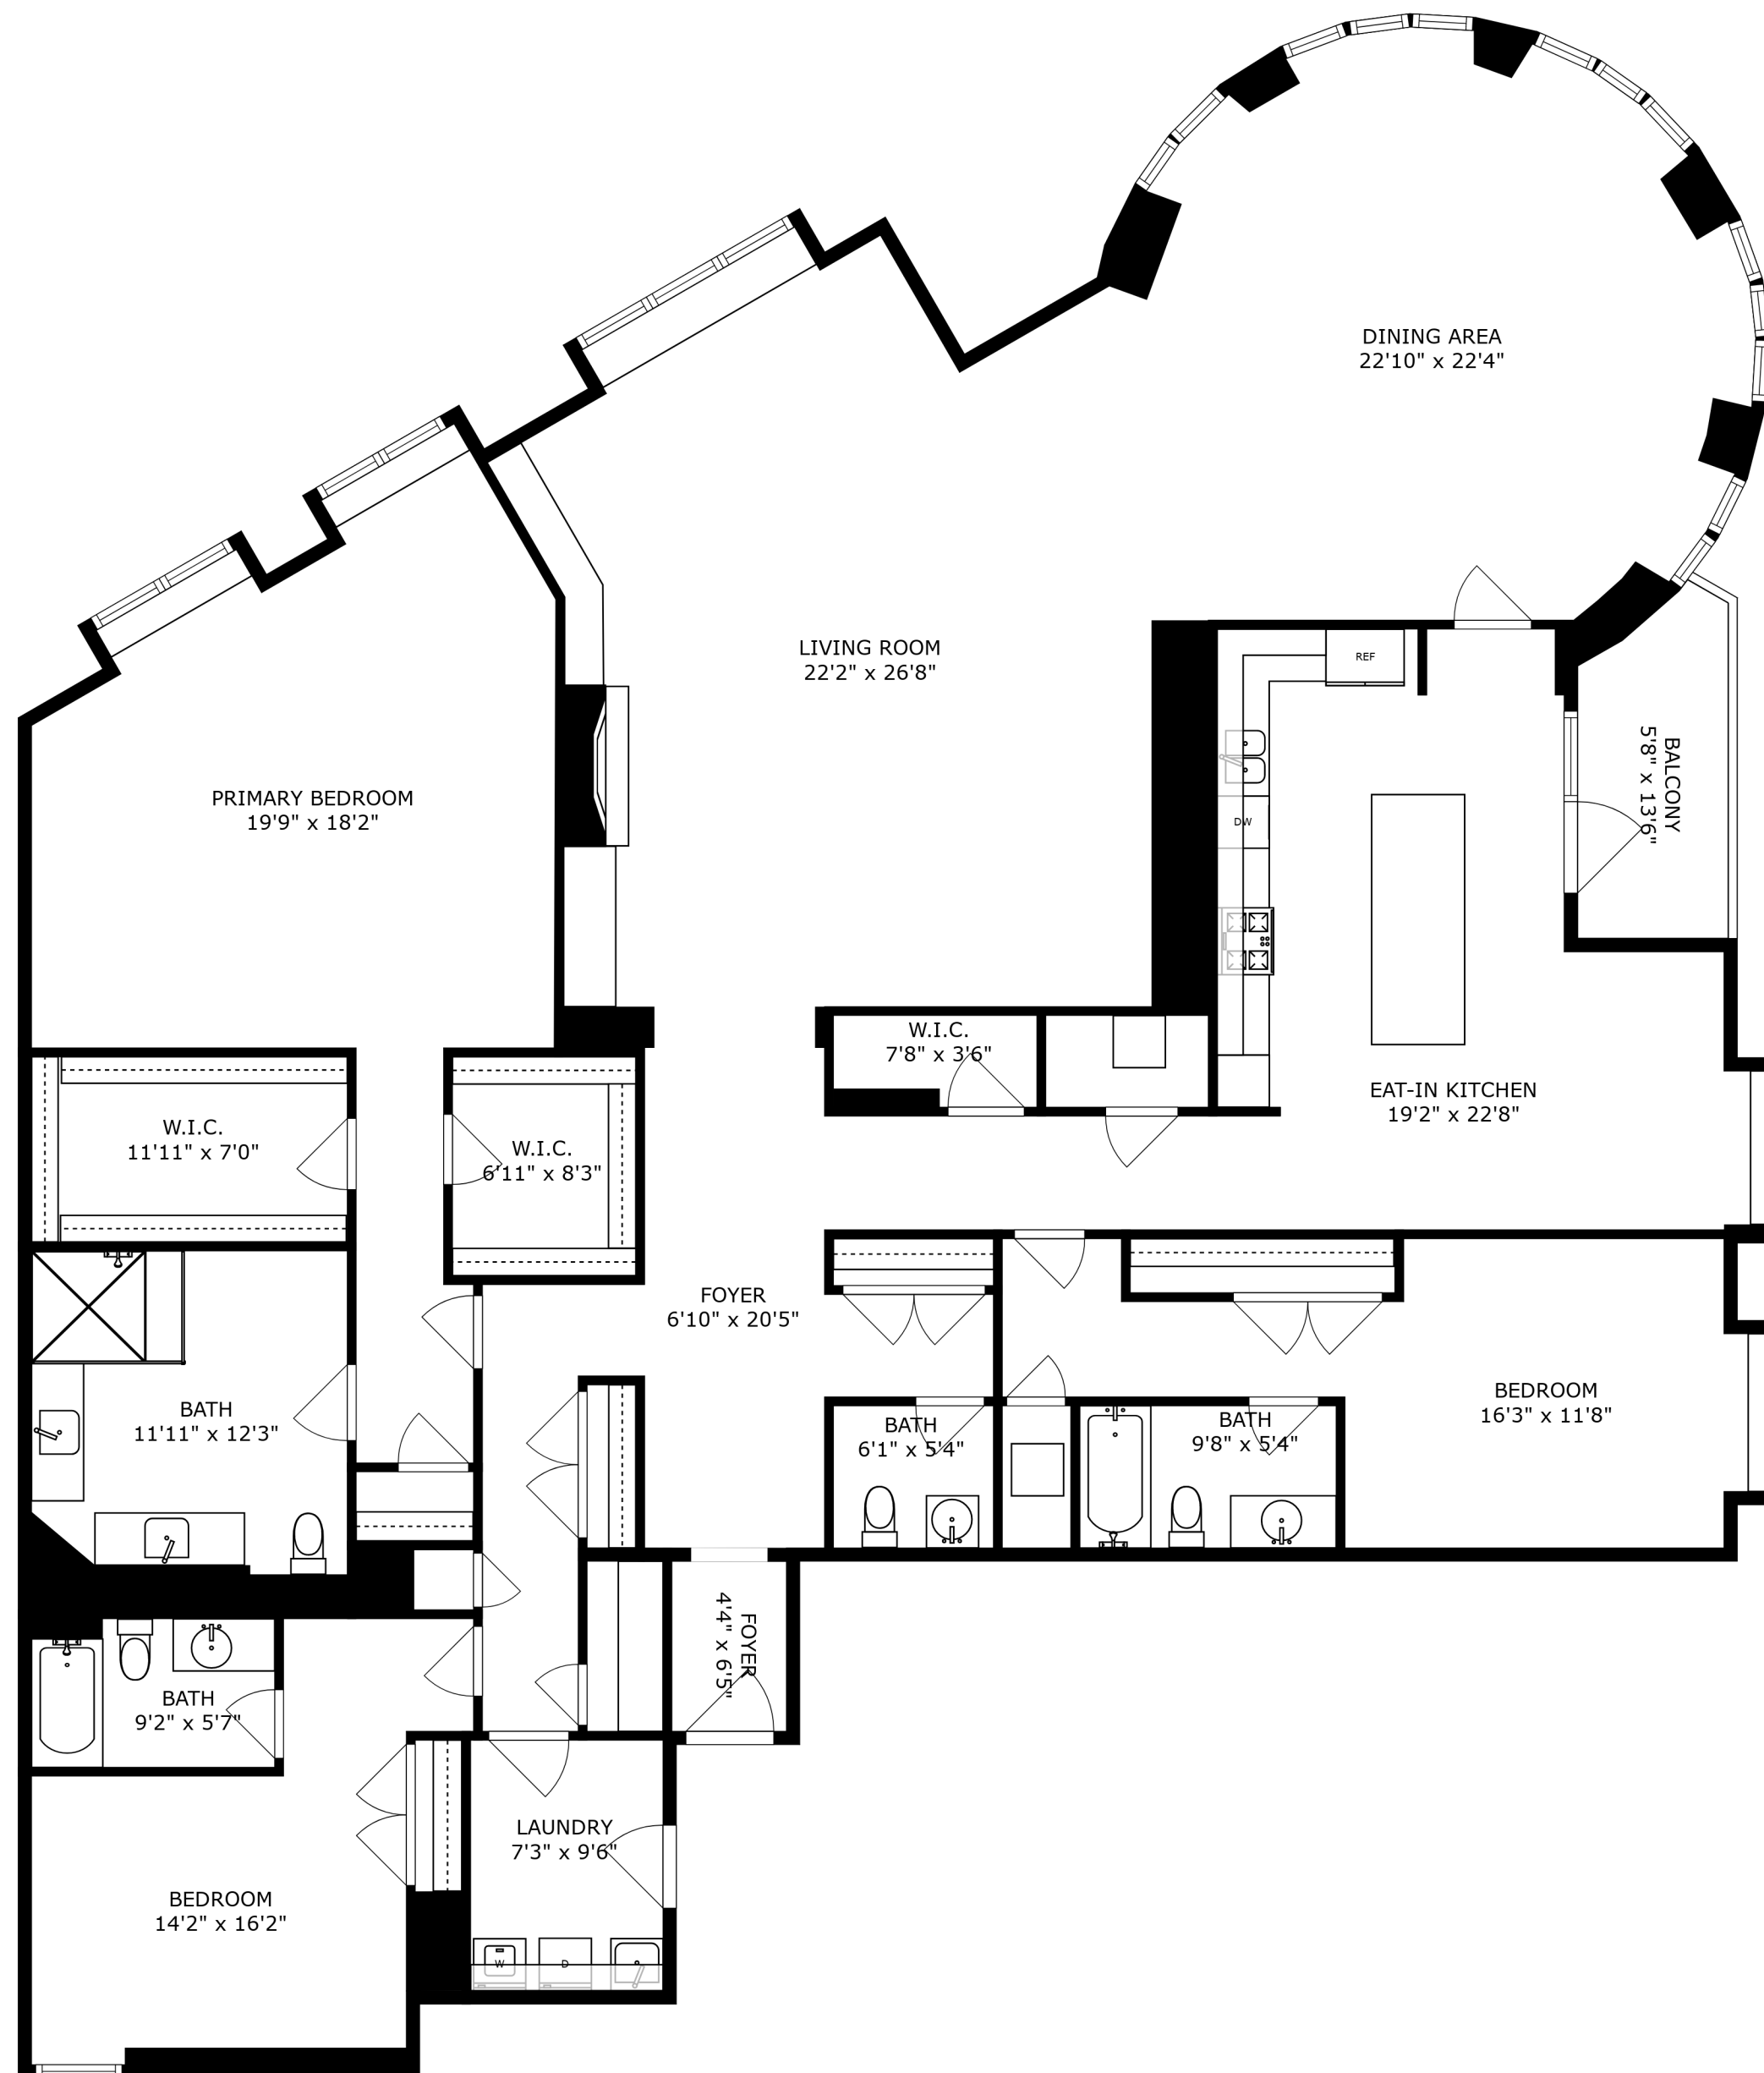 DINING AREA
22'10" x 22'4"
LIVING ROOM
22'2" x 26'8"
REF
BALCONY
5'8" x 13'6"
PRIMARY BEDROOM
19'9" x 18'2"
DW
W.I.C.
7'8" x 3'6"
EAT-IN KITCHEN
19'2" x 22'8"
W.I.C.
11'11" x 7'0"
W.I.C.
6'11" x 8'3"
FOYER
6'10" x 20'5"
BEDROOM
16'3" x 11'8"
BATH
11'11" x 12'3"
BATH
6'1" x 5'4"
BATH
9'8" x 5'4"
FOYER
4'4" x 6'5"
BATH
9'2" x 5'7"
LAUNDRY
7'3" x 9'6"
BEDROOM
14'2" x 16'2"
W
D